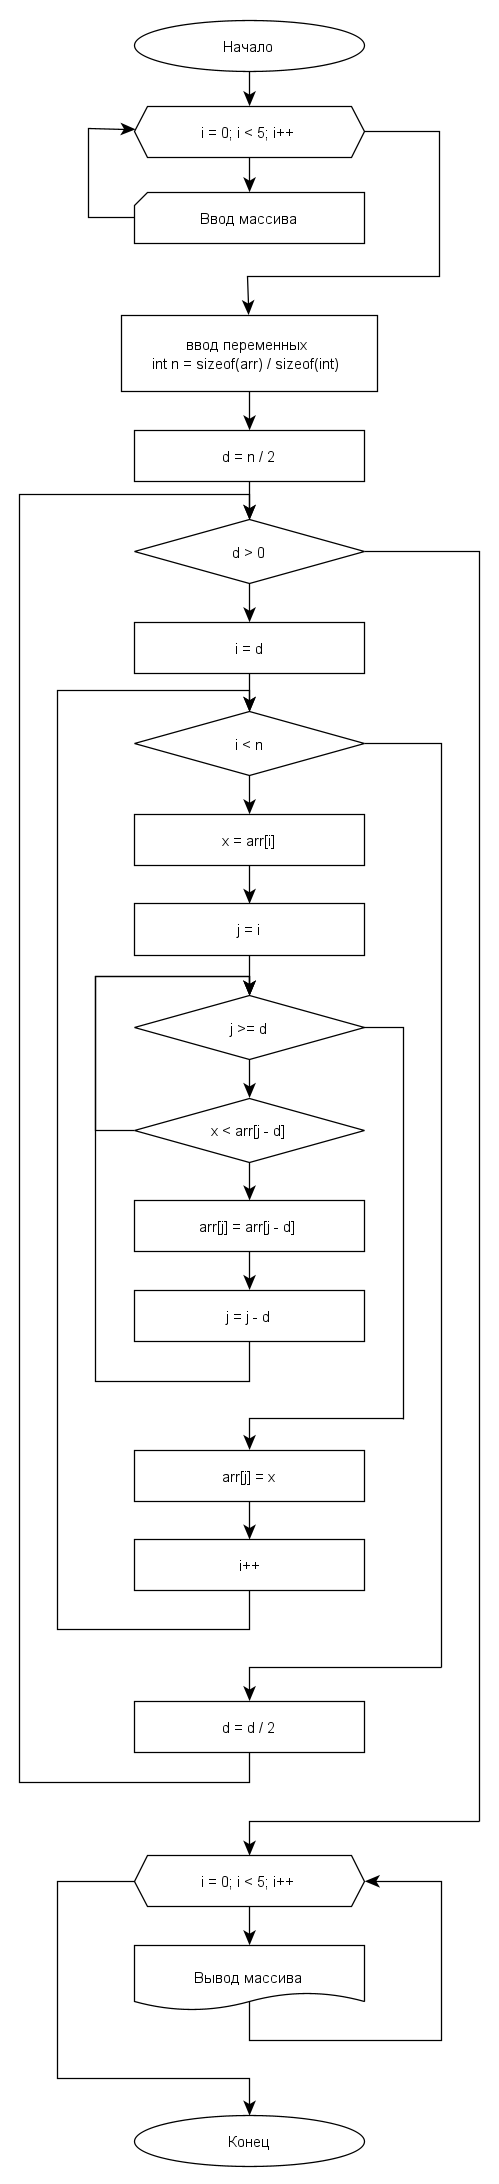 Начало
i = 0; i < 5; i++
Ввод массива
ввод переменных
int n = sizeof(arr) / sizeof(int)
d = n / 2
d > 0
i = d
i < n
x = arr[i]
j = i
j >= d
x < arr[j - d]
arr[j] = arr[j - d]
j = j - d
arr[j] = x
i++
d = d / 2
i = 0; i < 5; i++
Вывод массива
Конец